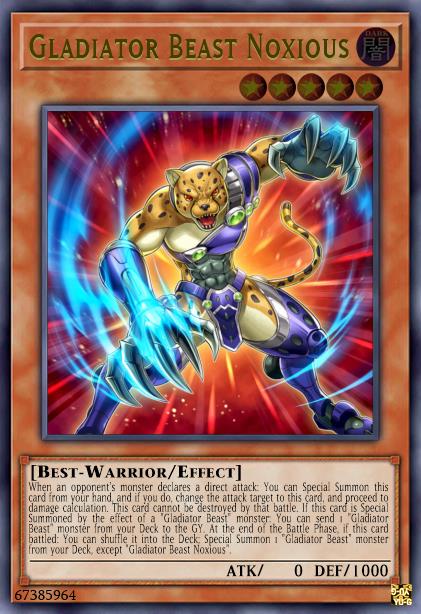 GLADIATOR BEAST NOXIOUS
DARK
闇
[BEST-WARRIOR/EFFECT]
When an opponent's monster declares a direct attack: You can Special Summon this
card from your hand, and if you do, change the attack target to this card, and proceed to
damage calculation. This card cannot be destroyed by that battle. If this card is Special
Summoned by the effect of a "Gladiator Beast" monster: You can send 1 "Gladiator
Beast" monster from your Deck to the GY. At the end of the Battle Phase, if this card
battled: You can shuffle it into the Deck; Special Summon 1 "Gladiator Beast" monster
from your Deck, except "Gladiator Beast Noxious".
ATK/ 0 DEF/1000
67385964